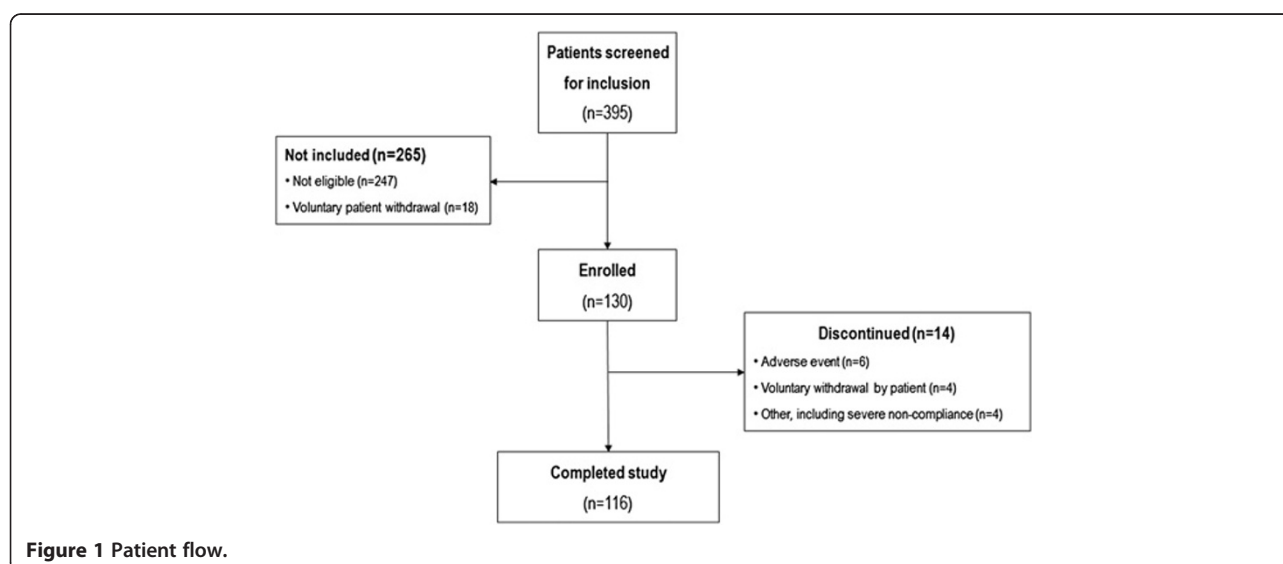 Patients screened
for inclusion
(n=395)
Not included (n=265)
• Not eligible (n=247)
• Voluntary patient withdrawal (n=18)
Enrolled
(n=130)
Discontinued (n=14)
• Adverse event (n=6)
• Voluntary withdrawal by patient (n=4)
• Other, including severe non-compliance (n=4)
Completed study
(n=116)
Figure 1 Patient flow.